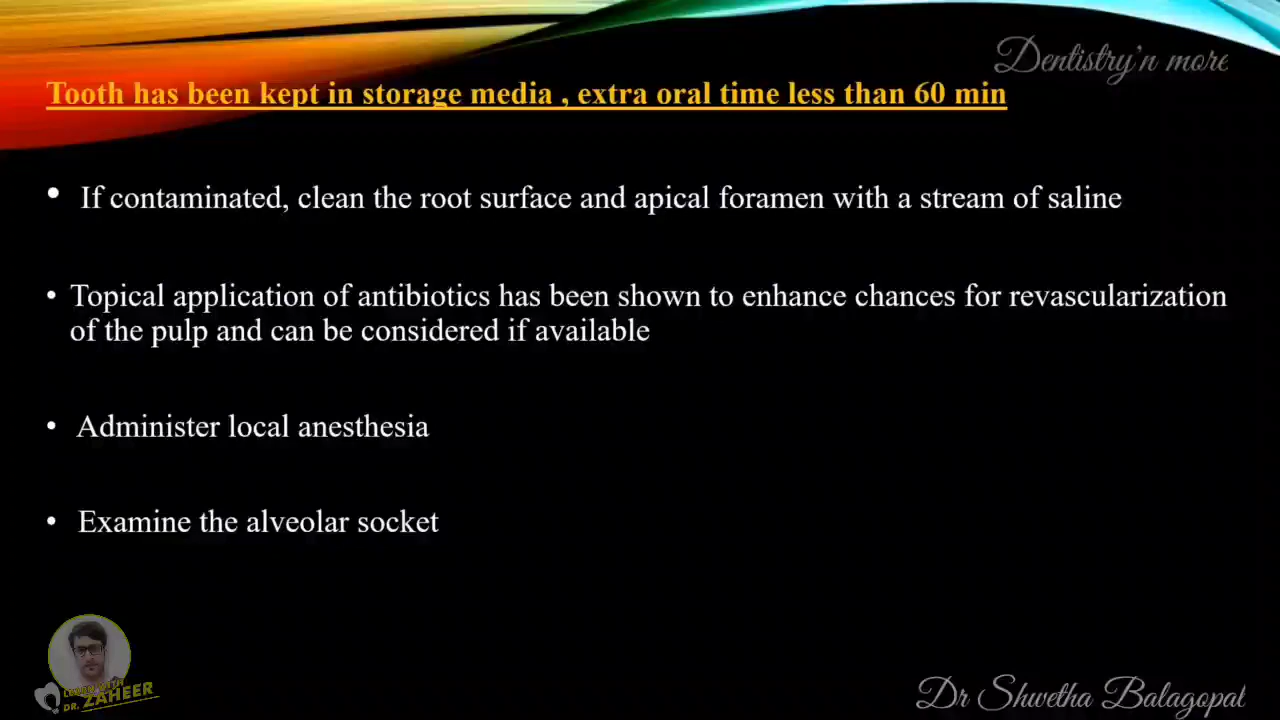 Dentistry'n more
Tooth has been kept in storage media , extra oral time less than 60 min
• If contaminated, clean the root surface and apical foramen with a stream of saline
• Topical application of antibiotics has been shown to enhance chances for revascularization
of the pulp and can be considered if available
• Administer local anesthesia
• Examine the alveolar socket
LEARN WITH
DR. ZAHEER
Dr Shwetha Balagopal